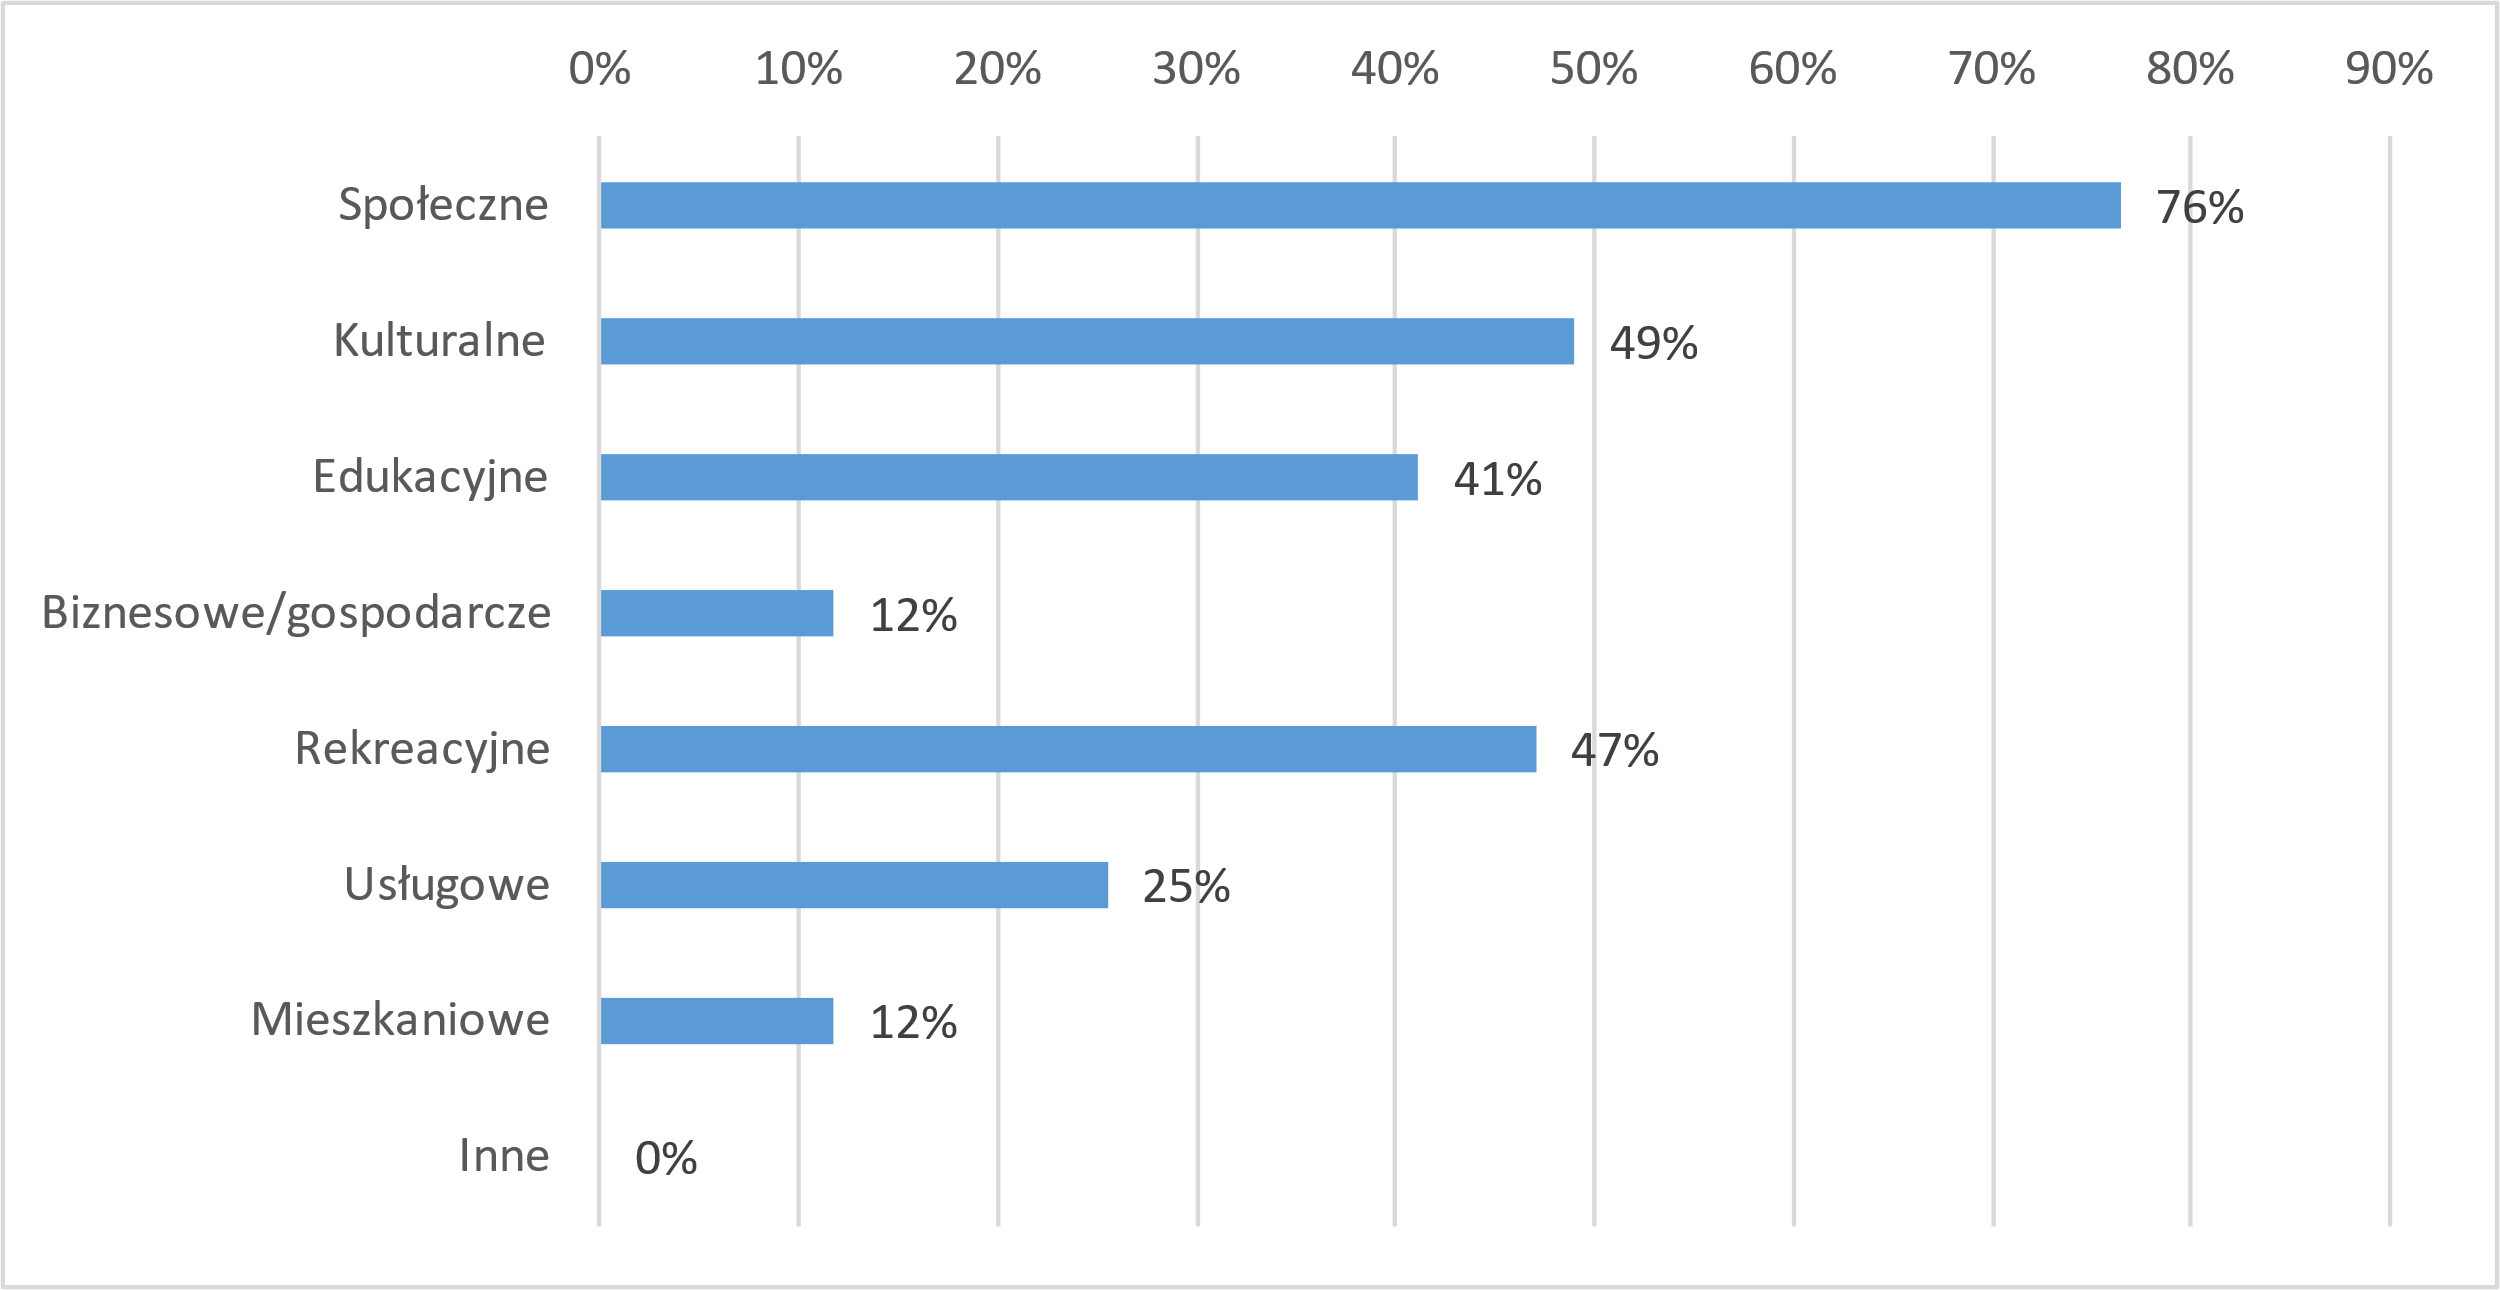 0% 10% 20% 30% 40% 50% 60% 70% 80% 90%
Społeczne 76%
Kulturalne 49%
Edukacyjne 41%
Biznesowe/gospodarcze 12%
Rekreacyjne 47%
Usługowe 25%
Mieszkaniowe 12%
Inne 0%